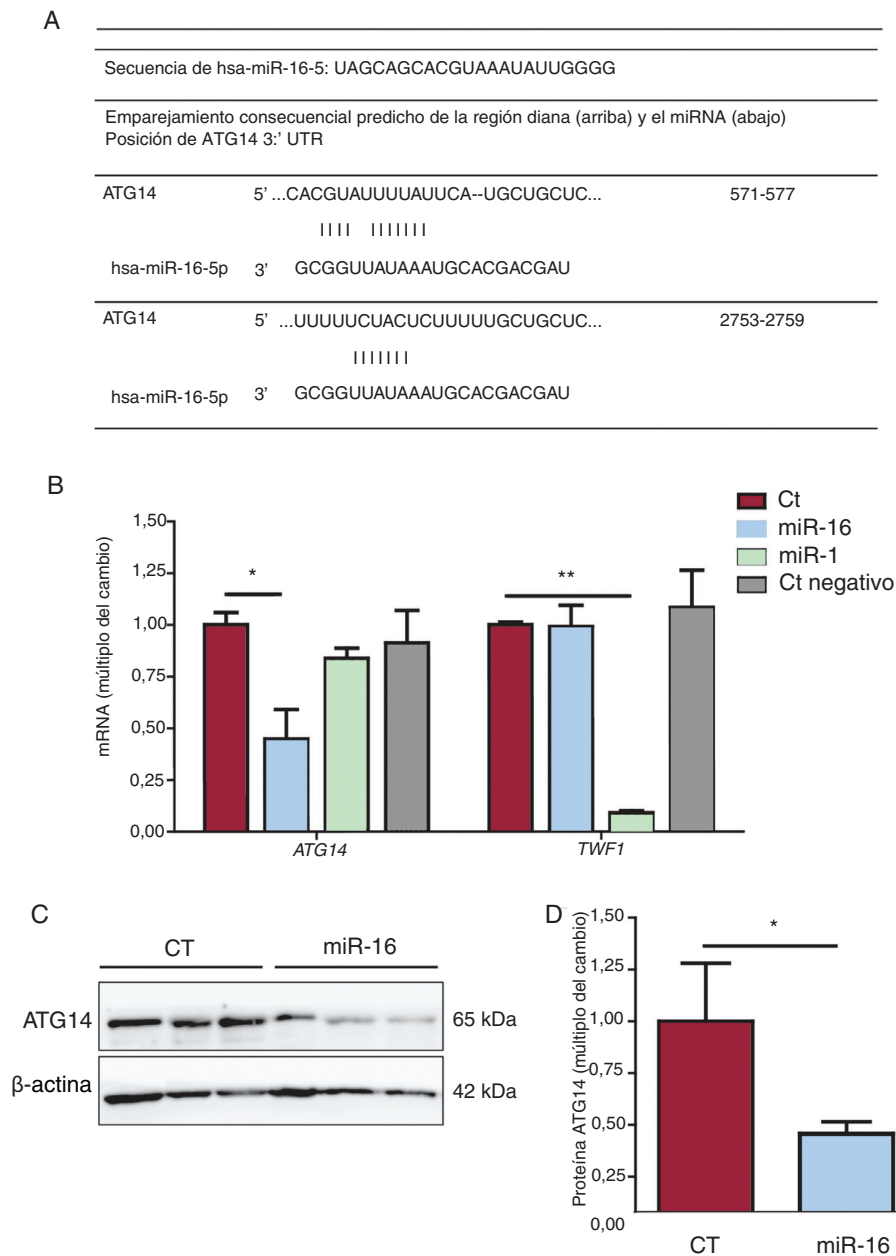 A
Secuencia de hsa-miR-16-5: UAGCAGCACGUAAAUAUUGGGG
Emparejamiento consecuencial predicho de la región diana (arriba) y el miRNA (abajo)
Posición de ATG14 3:' UTR
ATG14 5' ...CACGUAUUUUAUUCA--UGCUGCUC... 571-577
IIII IIIIIII
hsa-miR-16-5p 3' GCGGUUAUAAAUGCACGACGAU
ATG14 5' ...UUUUUCUACUCUUUUUGCUGCUC... 2753-2759
IIIIIII
hsa-miR-16-5p 3' GCGGUUAUAAAUGCACGACGAU
B
mRNA (múltiplo del cambio)
1,50
1,25
1,00
0,75
0,50
0,25
0,00
*
**
ATG14
TWF1
Ct
miR-16
miR-1
Ct negativo
C
CT
miR-16
ATG14
65 kDa
β-actina
42 kDa
D
Proteína ATG14 (múltiplo del cambio)
1,50
1,25
1,00
0,75
0,50
0,25
0,00
*
CT
miR-16